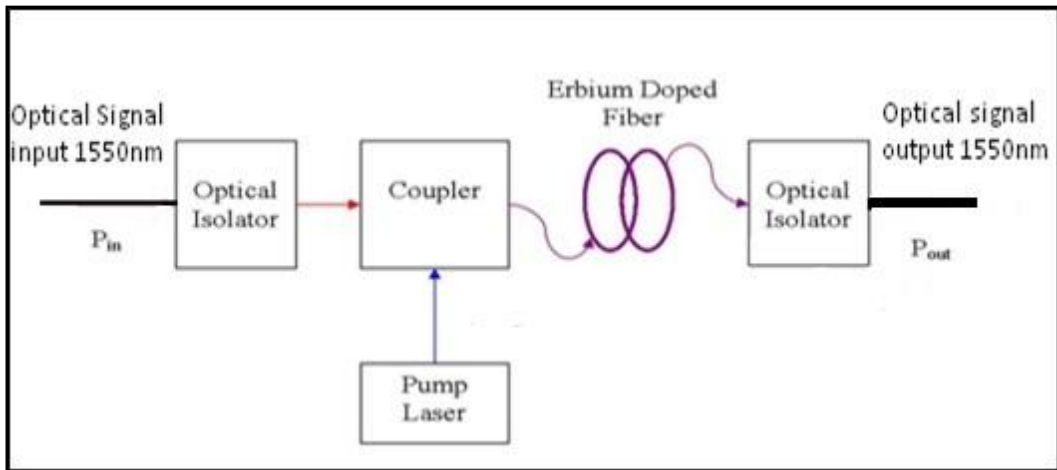 Erbium Doped
Fiber
Optical Signal
input 1550nm
Optical signal
output 1550nm
Optical
Isolator
Coupler
Optical
Isolator
Pin
Pout
Pump
Laser